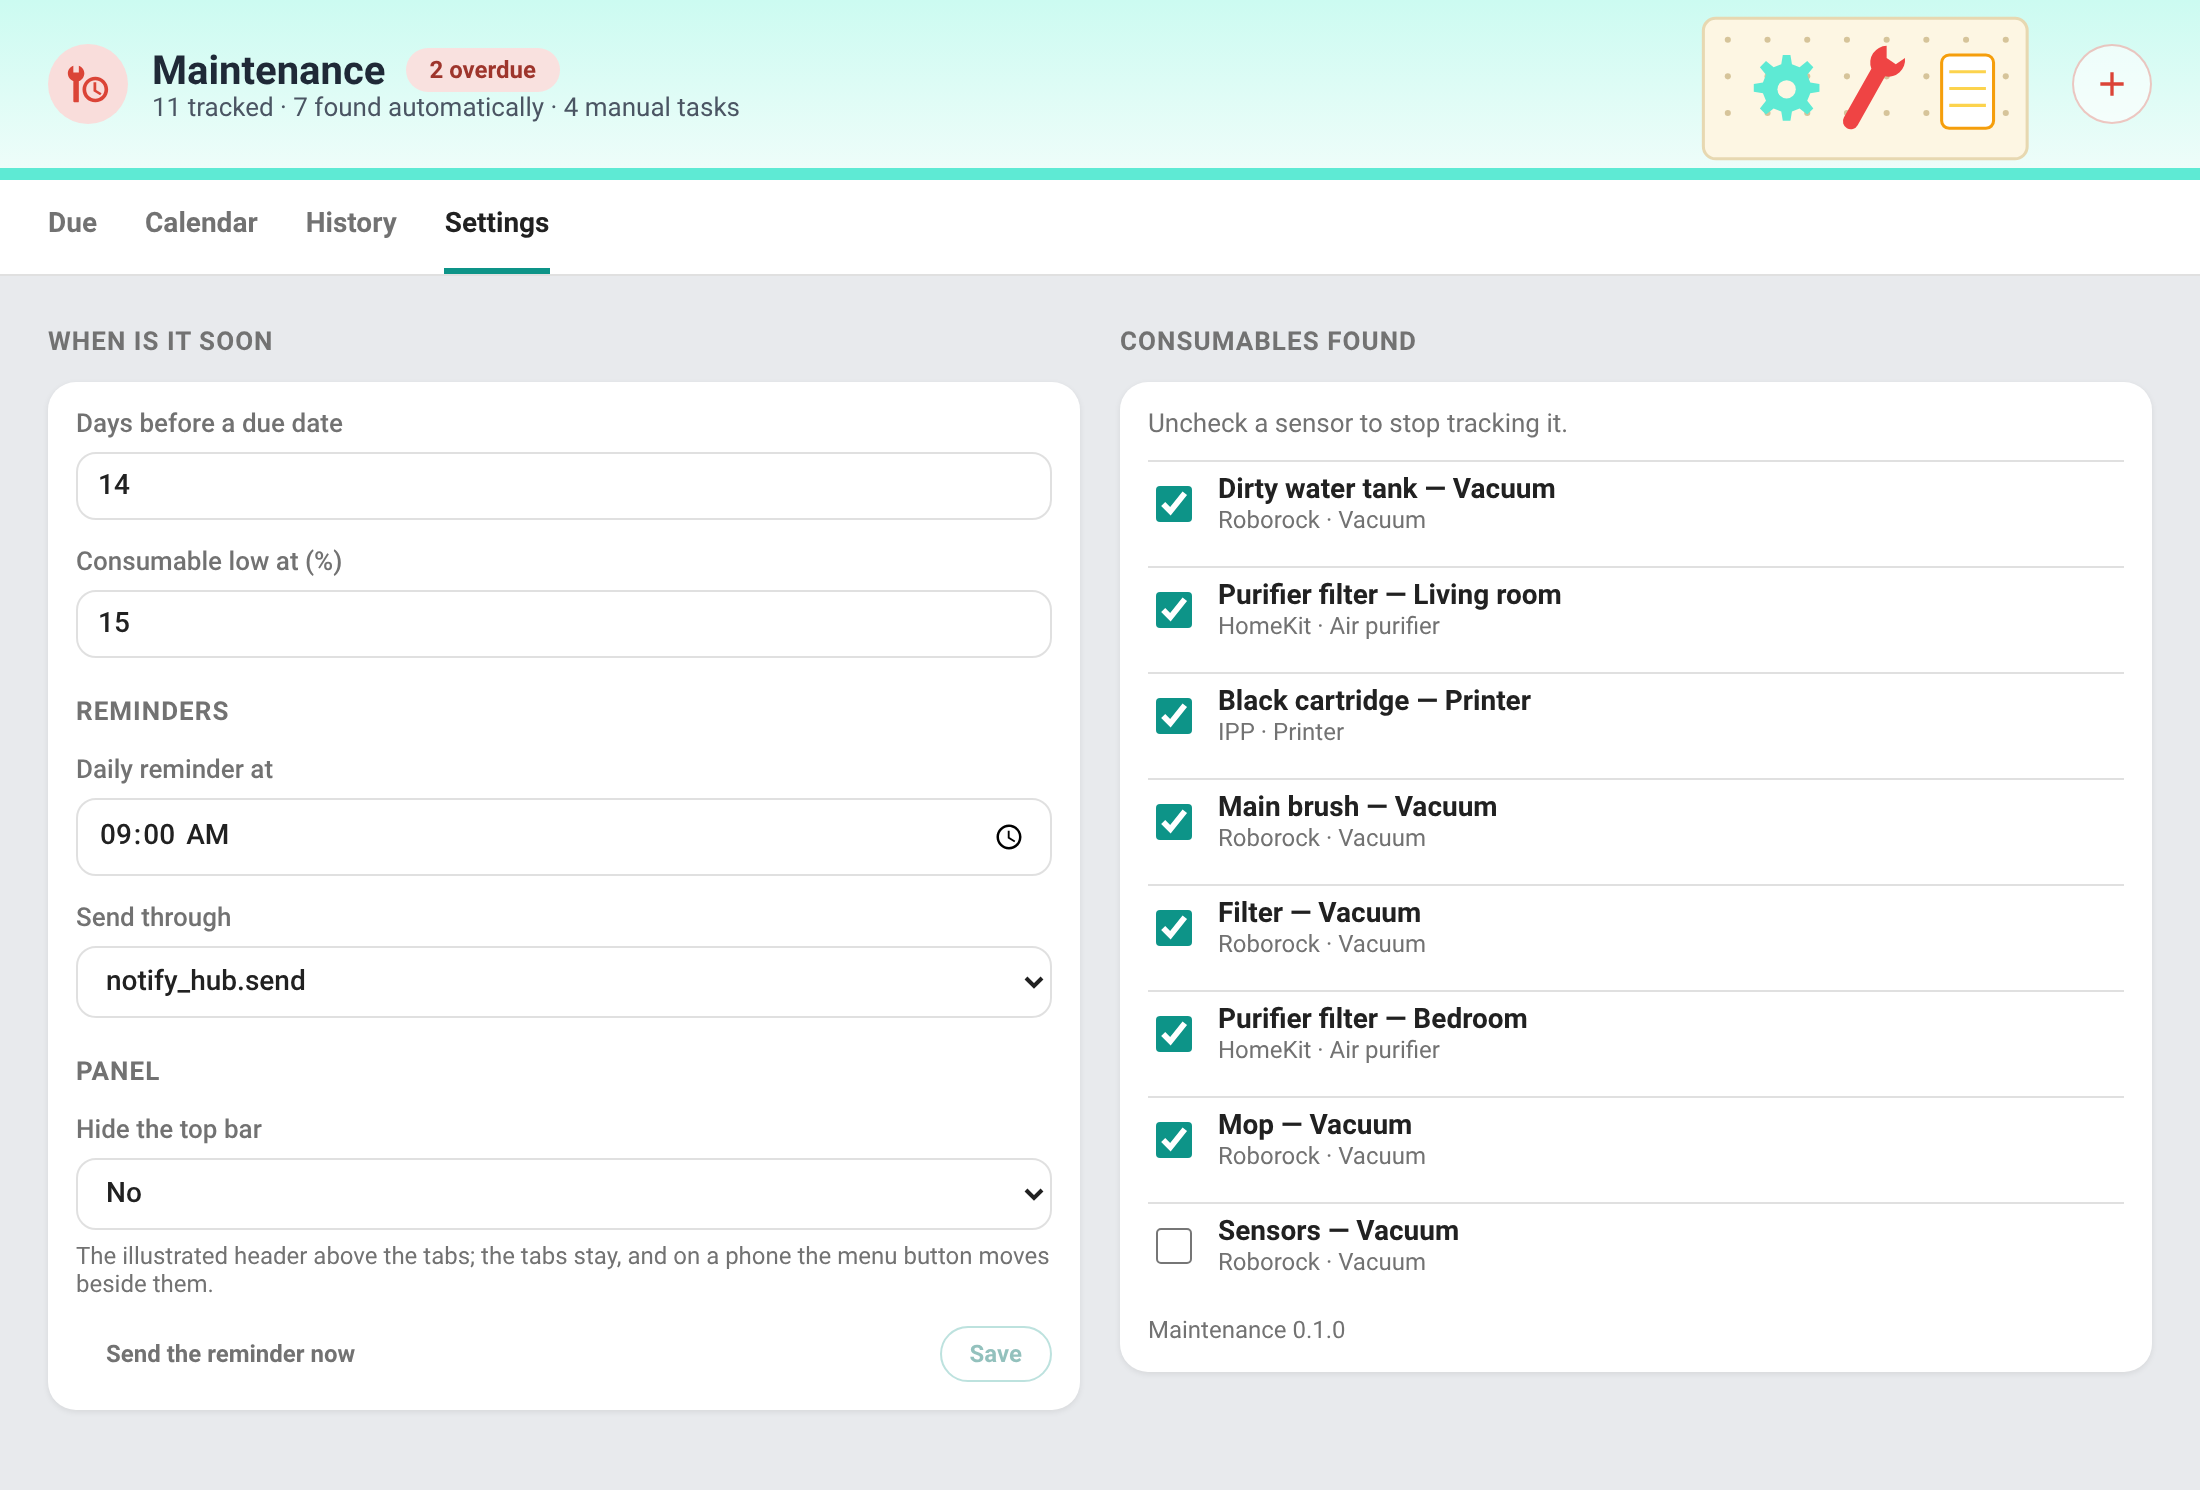 Maintenance
2 overdue
11 tracked · 7 found automatically · 4 manual tasks
Due
Calendar
History
Settings
WHEN IS IT SOON
Days before a due date
14
Consumable low at (%)
15
REMINDERS
Daily reminder at
09:00 AM
Send through
notify_hub.send
PANEL
Hide the top bar
No
The illustrated header above the tabs; the tabs stay, and on a phone the menu button moves
beside them.
Send the reminder now
Save
CONSUMABLES FOUND
Uncheck a sensor to stop tracking it.
Dirty water tank — Vacuum
Roborock · Vacuum
Purifier filter — Living room
HomeKit · Air purifier
Black cartridge — Printer
IPP · Printer
Main brush — Vacuum
Roborock · Vacuum
Filter — Vacuum
Roborock · Vacuum
Purifier filter — Bedroom
HomeKit · Air purifier
Mop — Vacuum
Roborock · Vacuum
Sensors — Vacuum
Roborock · Vacuum
Maintenance 0.1.0